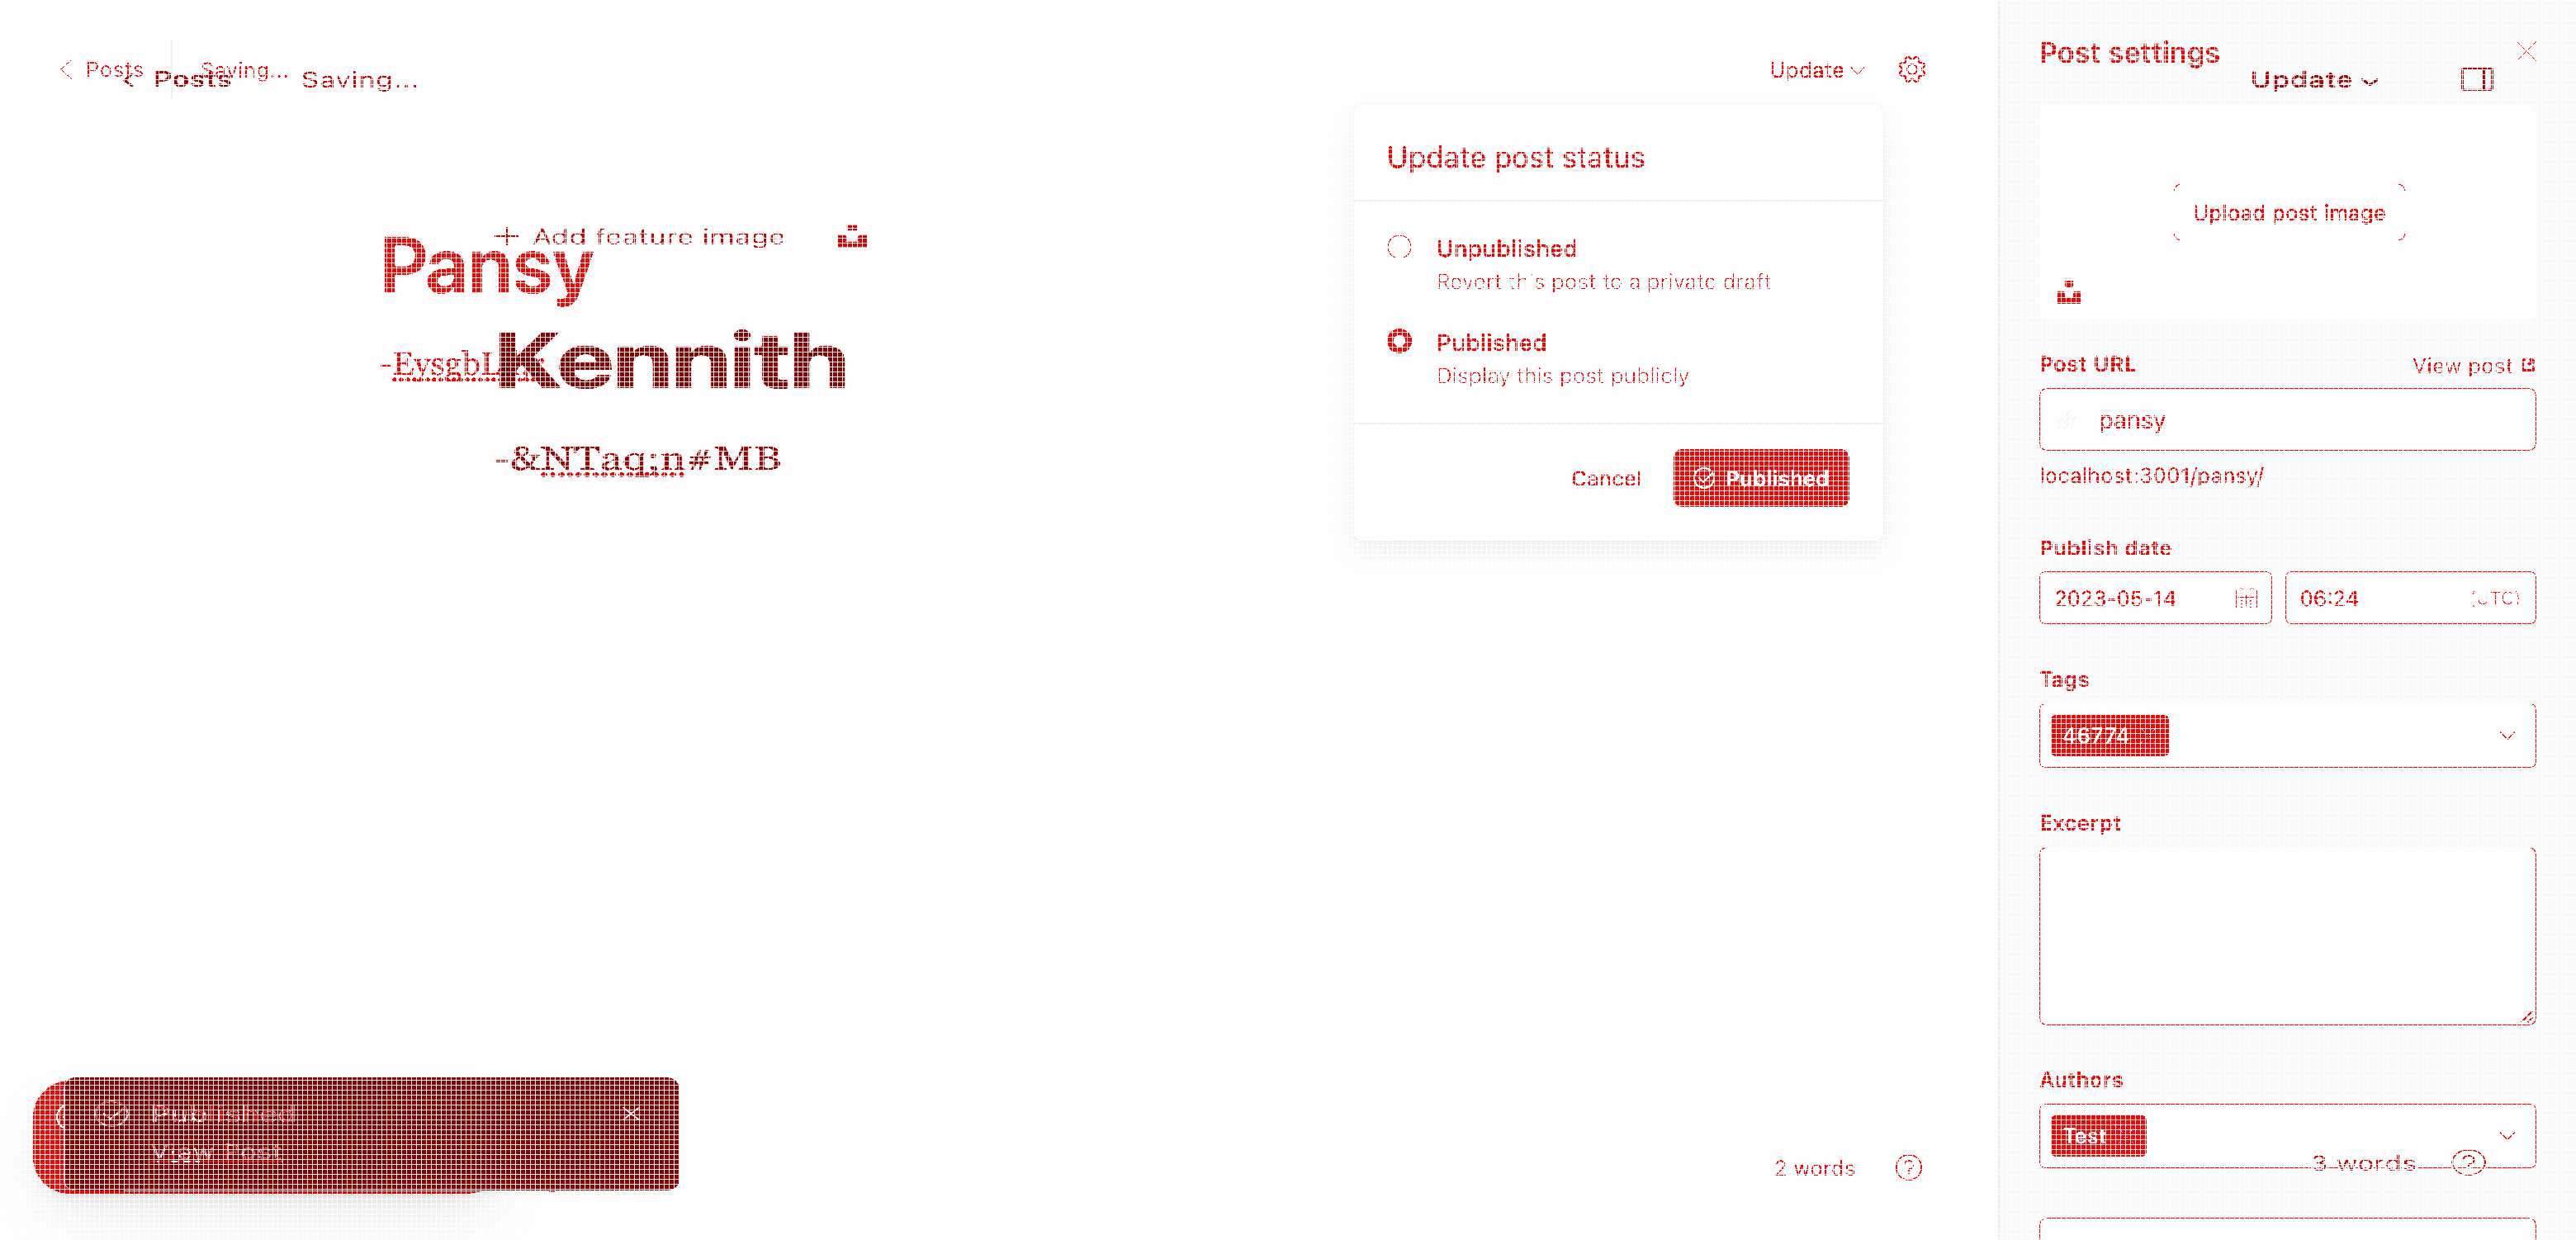 Posts
Saving...
Posts
Saving...
Update
Post settings
Update
Update post status
Upload post image
Add feature image
Pansy
Unpublished
Revert this post to a private draft
Published
Display this post publicly
Kennith
Post URL
View post
pansy
-&NTaq;n#MB
Cancel
Published
localhost:3001/pansy/
Publish date
2023-05-14
06:24
(UTC)
Tags
46774
Excerpt
Authors
Test
Published
View Post
2 words
3 words